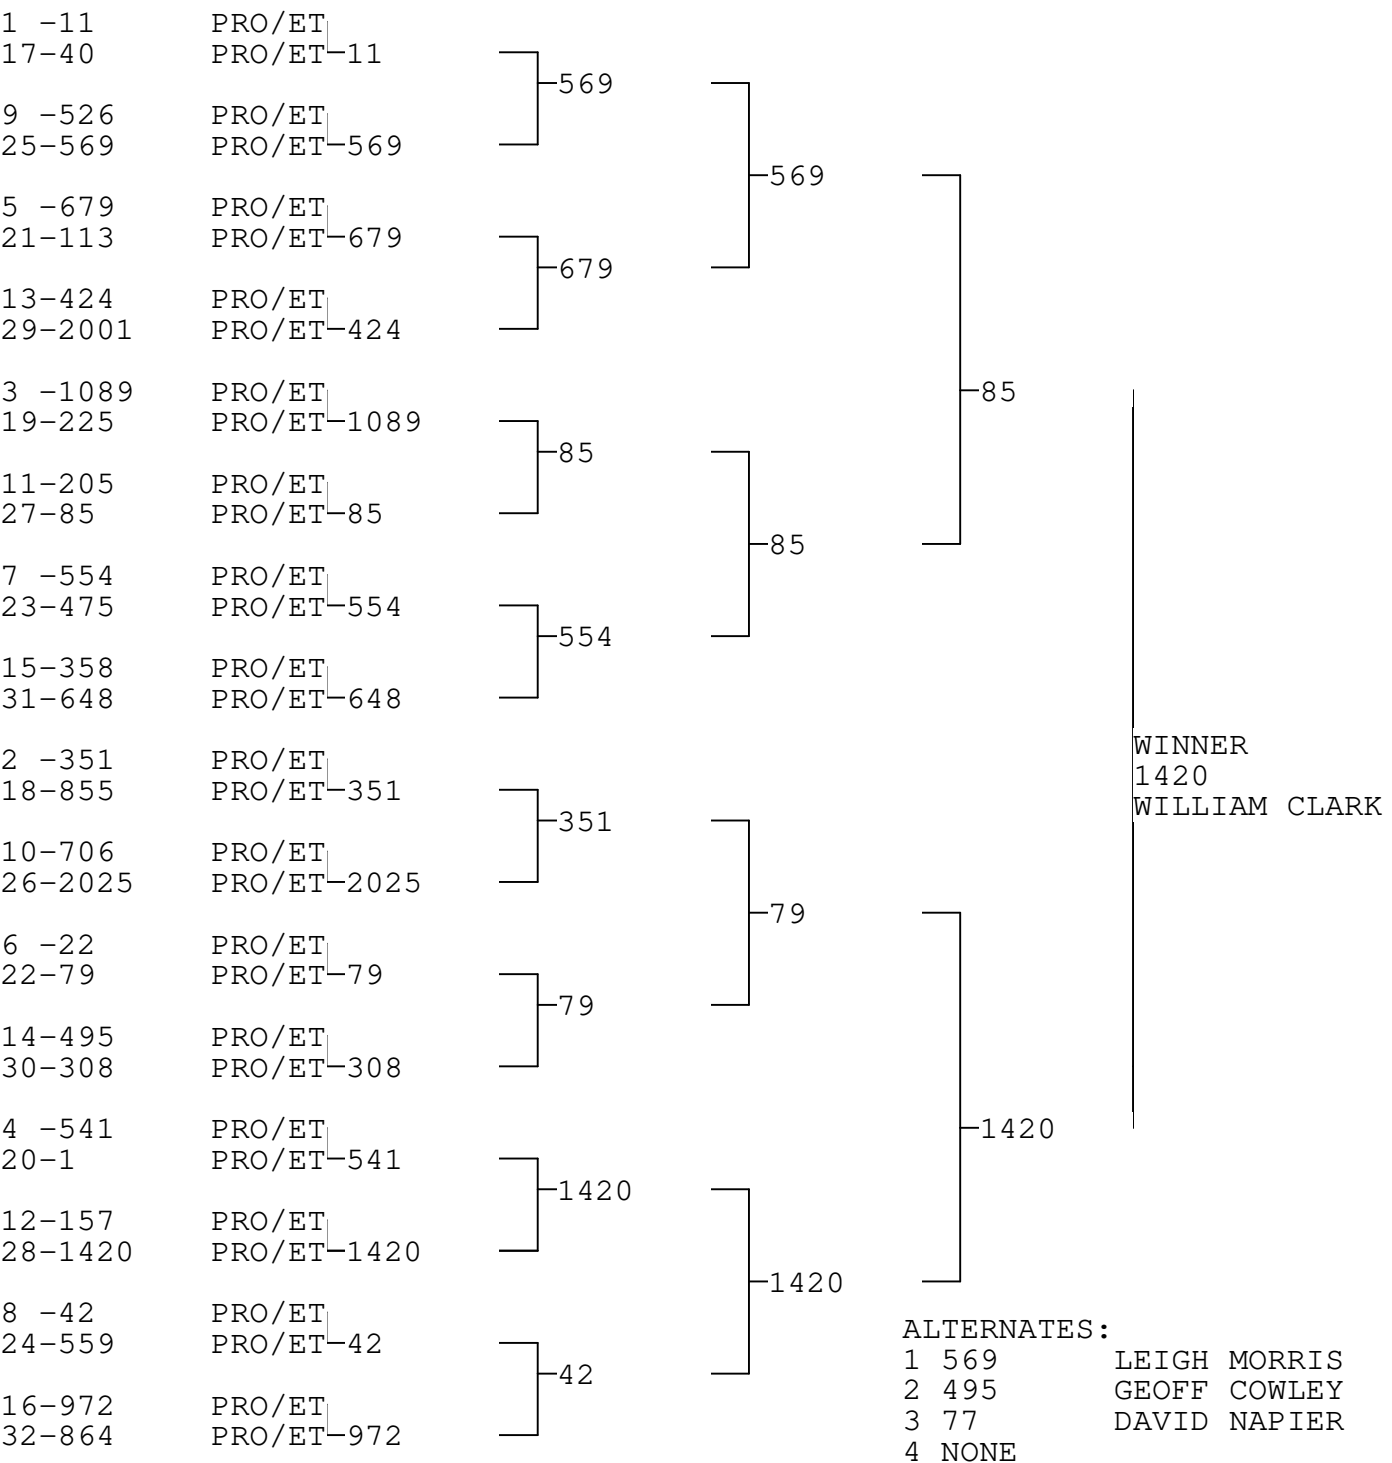 1 -11 PRO/ET
17-40 PRO/ET 11
569
9 -526 PRO/ET
25-569 PRO/ET 569
569
5 -679 PRO/ET
21-113 PRO/ET 679
679
13-424 PRO/ET
29-2001 PRO/ET 424
85
3 -1089 PRO/ET
19-225 PRO/ET 1089
85
11-205 PRO/ET
27-85 PRO/ET 85
85
7 -554 PRO/ET
23-475 PRO/ET 554
554
15-358 PRO/ET
31-648 PRO/ET 648
WINNER
1420
WILLIAM CLARK
2 -351 PRO/ET
18-855 PRO/ET 351
351
10-706 PRO/ET
26-2025 PRO/ET 2025
79
6 -22 PRO/ET
22-79 PRO/ET 79
79
14-495 PRO/ET
30-308 PRO/ET 308
1420
4 -541 PRO/ET
20-1 PRO/ET 541
1420
12-157 PRO/ET
28-1420 PRO/ET 1420
1420
8 -42 PRO/ET
24-559 PRO/ET 42
42
16-972 PRO/ET
32-864 PRO/ET 972
ALTERNATES:
1 569 LEIGH MORRIS
2 495 GEOFF COWLEY
3 77 DAVID NAPIER
4 NONE